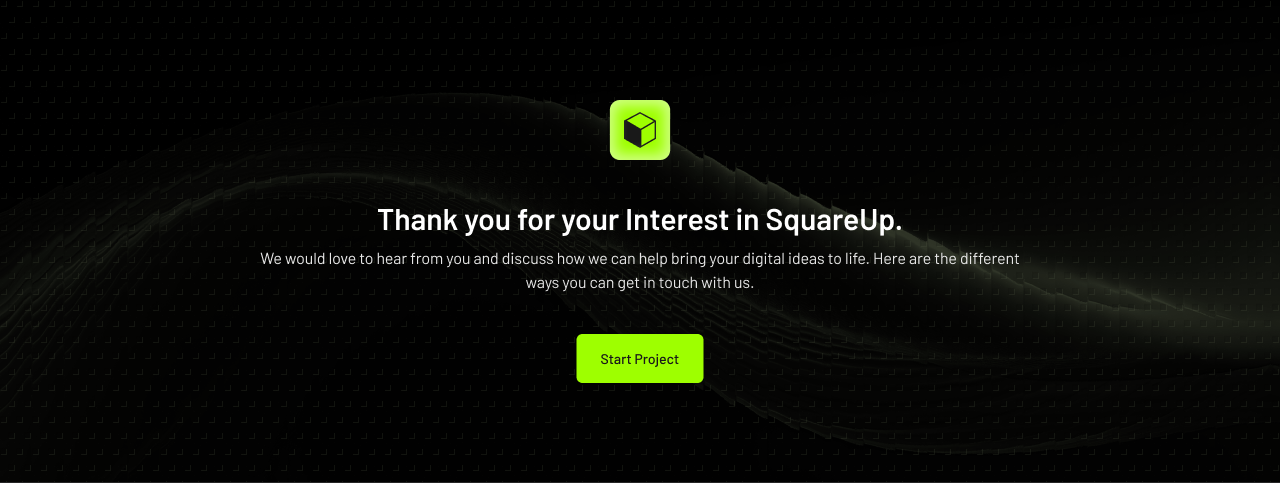 Thank you for your Interest in SquareUp.
We would love to hear from you and discuss how we can help bring your digital ideas to life. Here are the different
ways you can get in touch with us.
Start Project